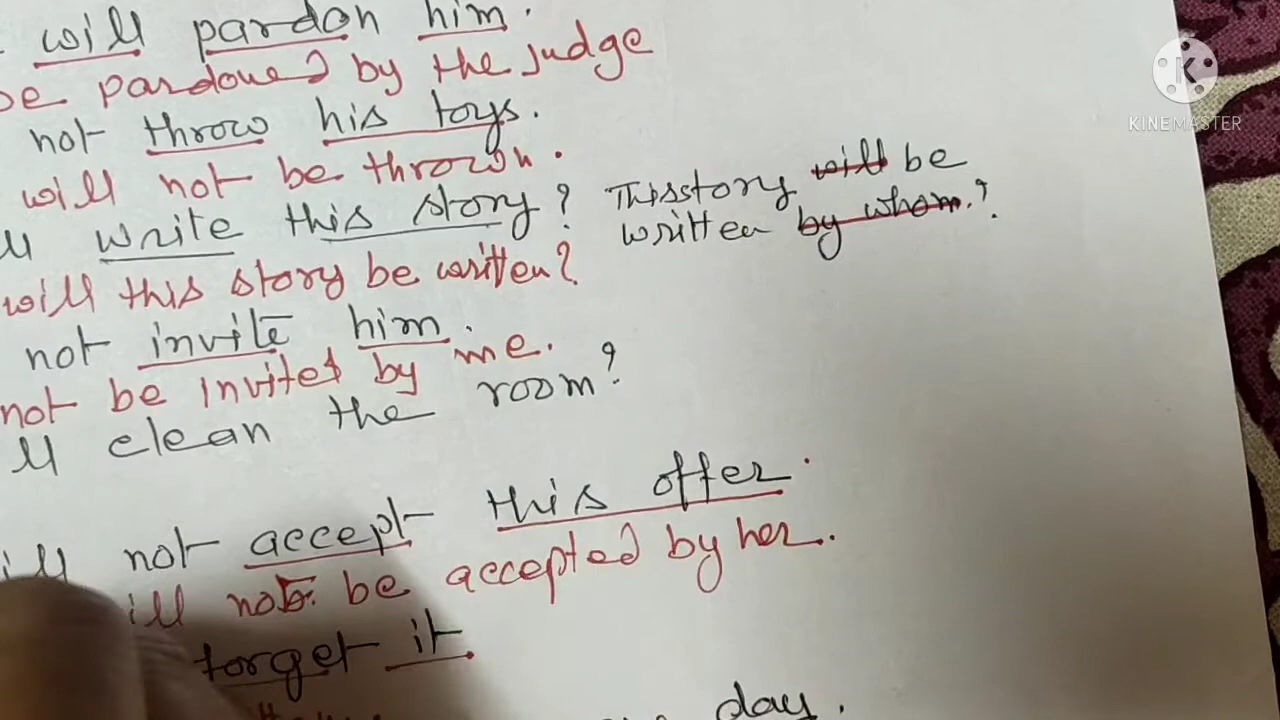 will pardon him.
be pardoned by the Judge
not throw his toys.
will not be thrown.
write this story? This story will be
written by whom.?
will this story be written?
not invite him.
not be invited by me.
clean the room?
not accept this offer.
not be accepted by her.
forget it
day.
K
KINEMASTER